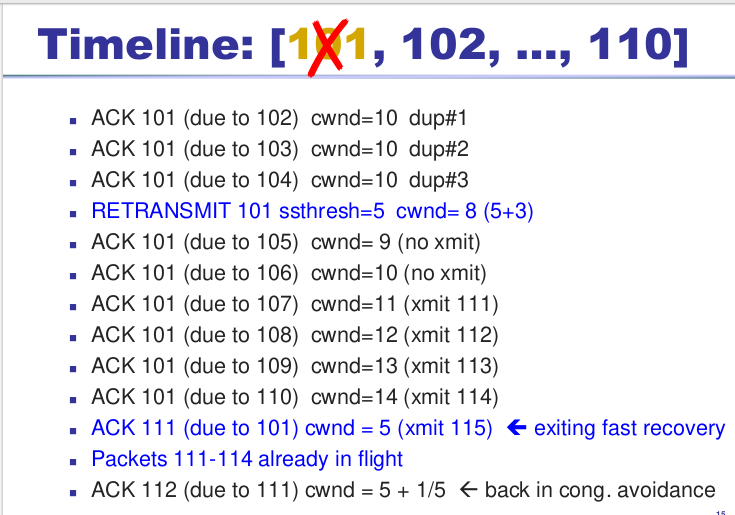 Timeline: [101, 102, ..., 110]
ACK 101 (due to 102) cwnd=10 dup#1
ACK 101 (due to 103) cwnd=10 dup#2
ACK 101 (due to 104) cwnd=10 dup#3
RETRANSMIT 101 ssthresh=5 cwnd= 8 (5+3)
ACK 101 (due to 105) cwnd= 9 (no xmit)
ACK 101 (due to 106) cwnd=10 (no xmit)
ACK 101 (due to 107) cwnd=11 (xmit 111)
ACK 101 (due to 108) cwnd=12 (xmit 112)
ACK 101 (due to 109) cwnd=13 (xmit 113)
ACK 101 (due to 110) cwnd=14 (xmit 114)
ACK 111 (due to 101) cwnd = 5 (xmit 115) ← exiting fast recovery
Packets 111-114 already in flight
ACK 112 (due to 111) cwnd = 5 + 1/5 ← back in cong. avoidance
15